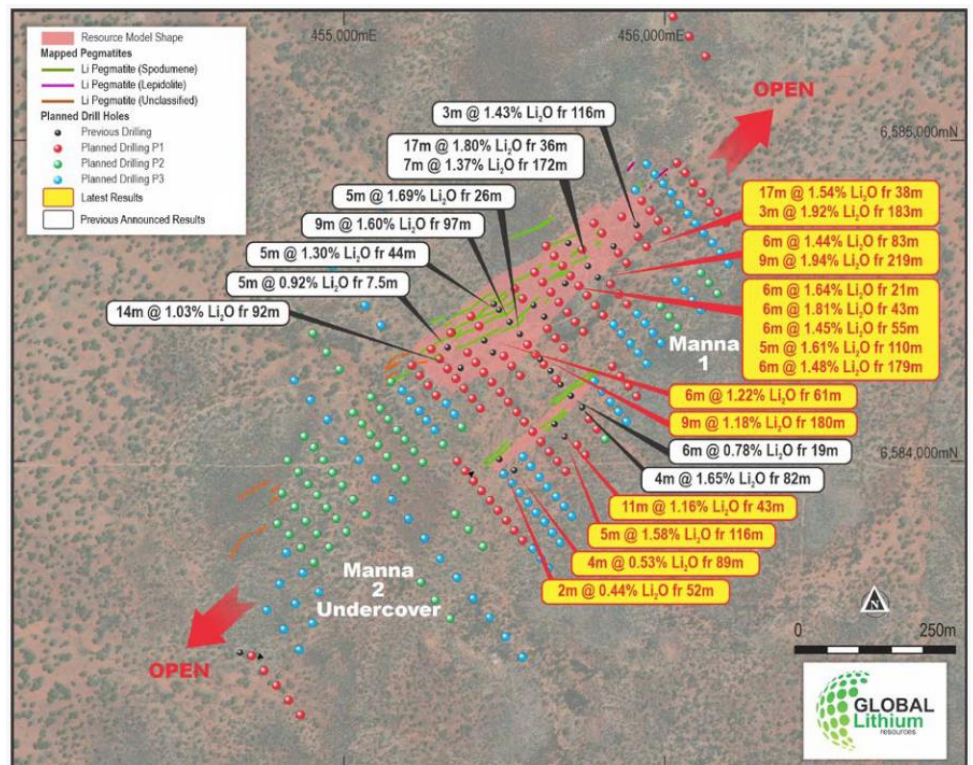 Resource Model Shape
Mapped Pegmatites
Li Pegmatite (Spodumene)
Li Pegmatite (Lepidolite)
Li Pegmatite (Unclassified)
Planned Drill Holes
Previous Drilling
Planned Drilling P1
Planned Drilling P2
Planned Drilling P3
Latest Results
Previous Announced Results
455,000mE
456,000mE
OPEN
6,585,000mN
3m @ 1.43% Li₂O fr 116m
17m @ 1.80% Li₂O fr 36m
7m @ 1.37% Li₂O fr 172m
5m @ 1.69% Li₂O fr 26m
9m @ 1.60% Li₂O fr 97m
5m @ 1.30% Li₂O fr 44m
5m @ 0.92% Li₂O fr 7.5m
14m @ 1.03% Li₂O fr 92m
17m @ 1.54% Li₂O fr 38m
3m @ 1.92% Li₂O fr 183m
6m @ 1.44% Li₂O fr 83m
9m @ 1.94% Li₂O fr 219m
6m @ 1.64% Li₂O fr 21m
6m @ 1.81% Li₂O fr 43m
6m @ 1.45% Li₂O fr 55m
5m @ 1.61% Li₂O fr 110m
6m @ 1.48% Li₂O fr 179m
Manna
1
6m @ 1.22% Li₂O fr 61m
9m @ 1.18% Li₂O fr 180m
6m @ 0.78% Li₂O fr 19m
6,584,000mN
4m @ 1.65% Li₂O fr 82m
11m @ 1.16% Li₂O fr 43m
5m @ 1.58% Li₂O fr 116m
4m @ 0.53% Li₂O fr 89m
2m @ 0.44% Li₂O fr 52m
Manna
2
Undercover
OPEN
N
0 250m
GLOBAL
Lithium
resources